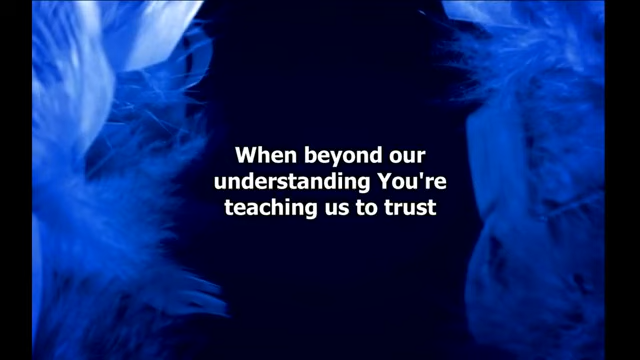 When beyond our
understanding You're
teaching us to trust